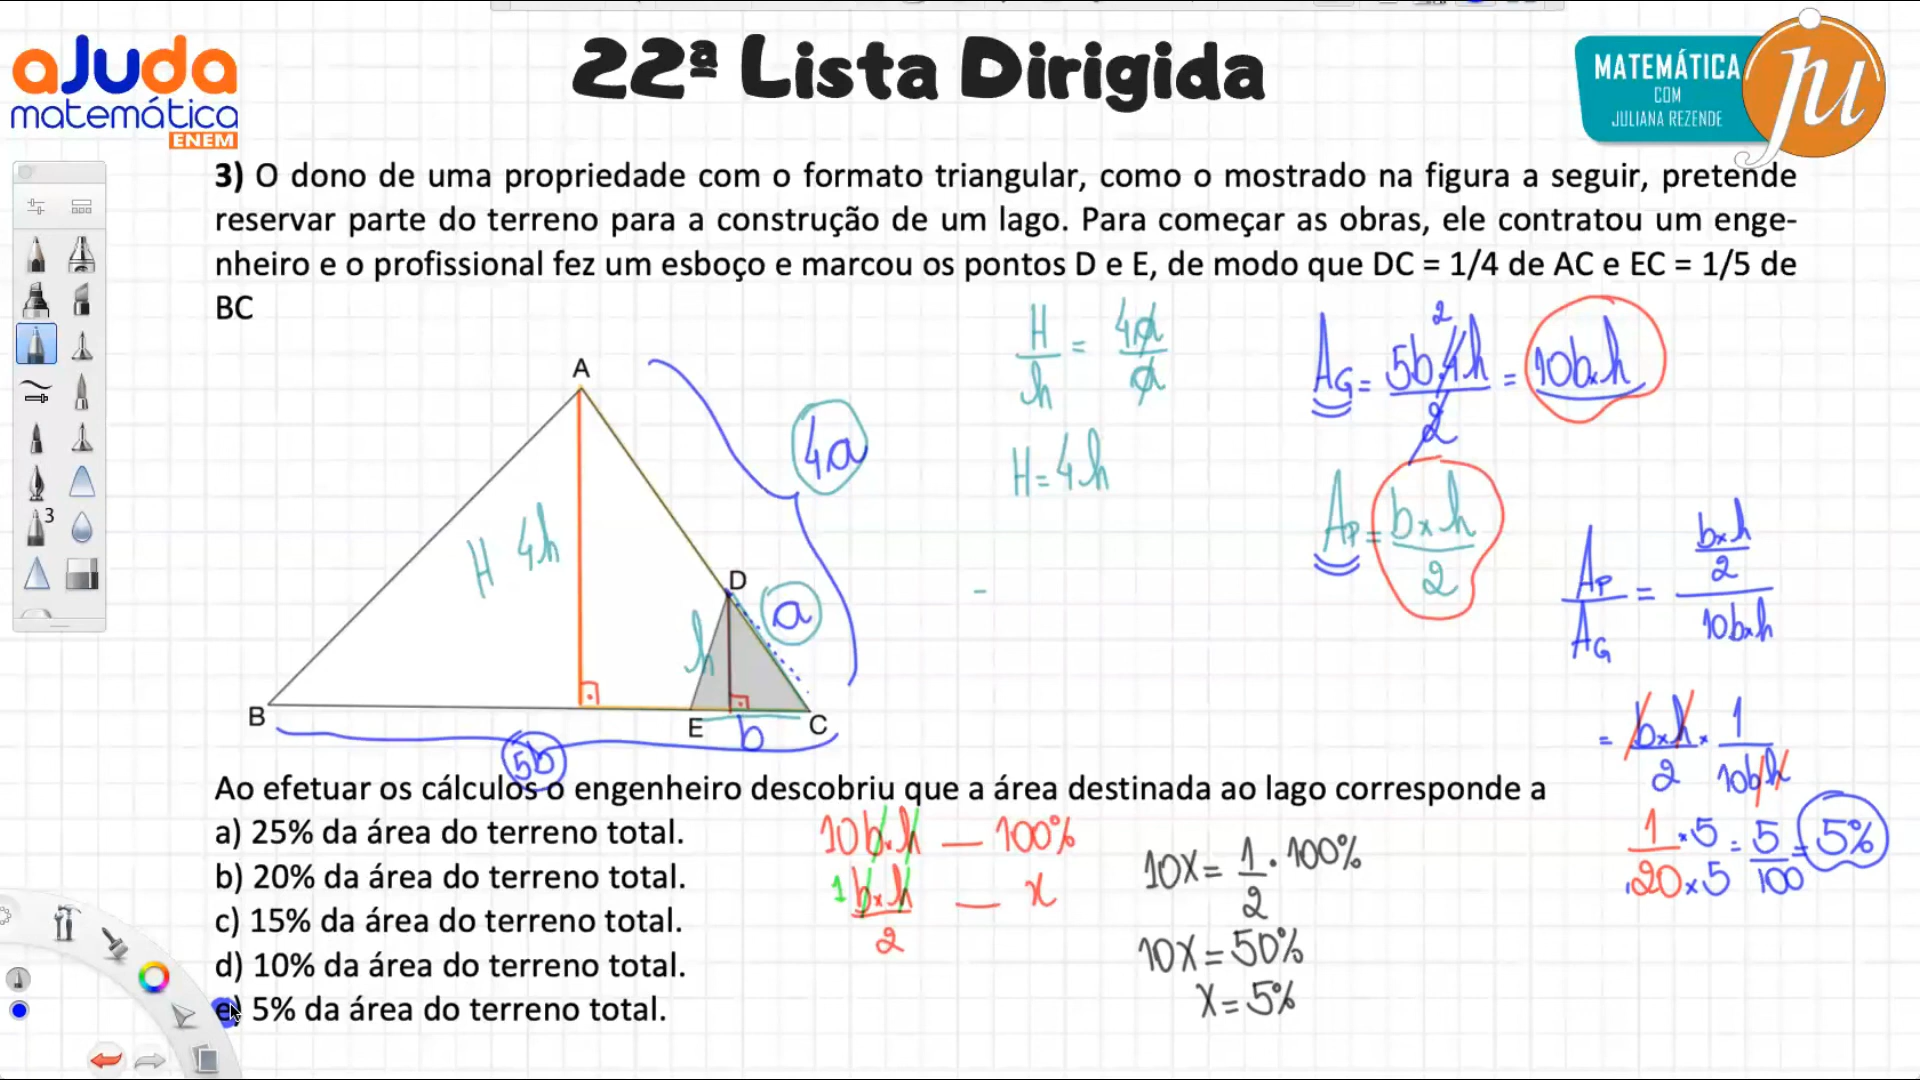 aJuda
matemática
ENEM
22ª Lista Dirigida
MATEMÁTICA
COM
JULIANA REZENDE
ju
3) O dono de uma propriedade com o formato triangular, como o mostrado na figura a seguir, pretende
reservar parte do terreno para a construção de um lago. Para começar as obras, ele contratou um enge-
nheiro e o profissional fez um esboço e marcou os pontos D e E, de modo que DC = 1/4 de AC e EC = 1/5 de
BC
A
4a
H 4h
D
a
h
B
E
b
C
5b
H/h = 4a/a
H = 4h
AG = 5b.4h/2 = 10b×h
2
AP = b×h/2
AP/AG = b×h/2 / 10b×h
= b×h/2 × 1/10bh
1/20 ×5 ×5 = 5/100 = 5%
3
Ao efetuar os cálculos o engenheiro descobriu que a área destinada ao lago corresponde a
a) 25% da área do terreno total.
b) 20% da área do terreno total.
c) 15% da área do terreno total.
d) 10% da área do terreno total.
e) 5% da área do terreno total.
10b.h — 100%
1 b×h/2 — x
10x = 1/2 . 100%
10x = 50%
x = 5%